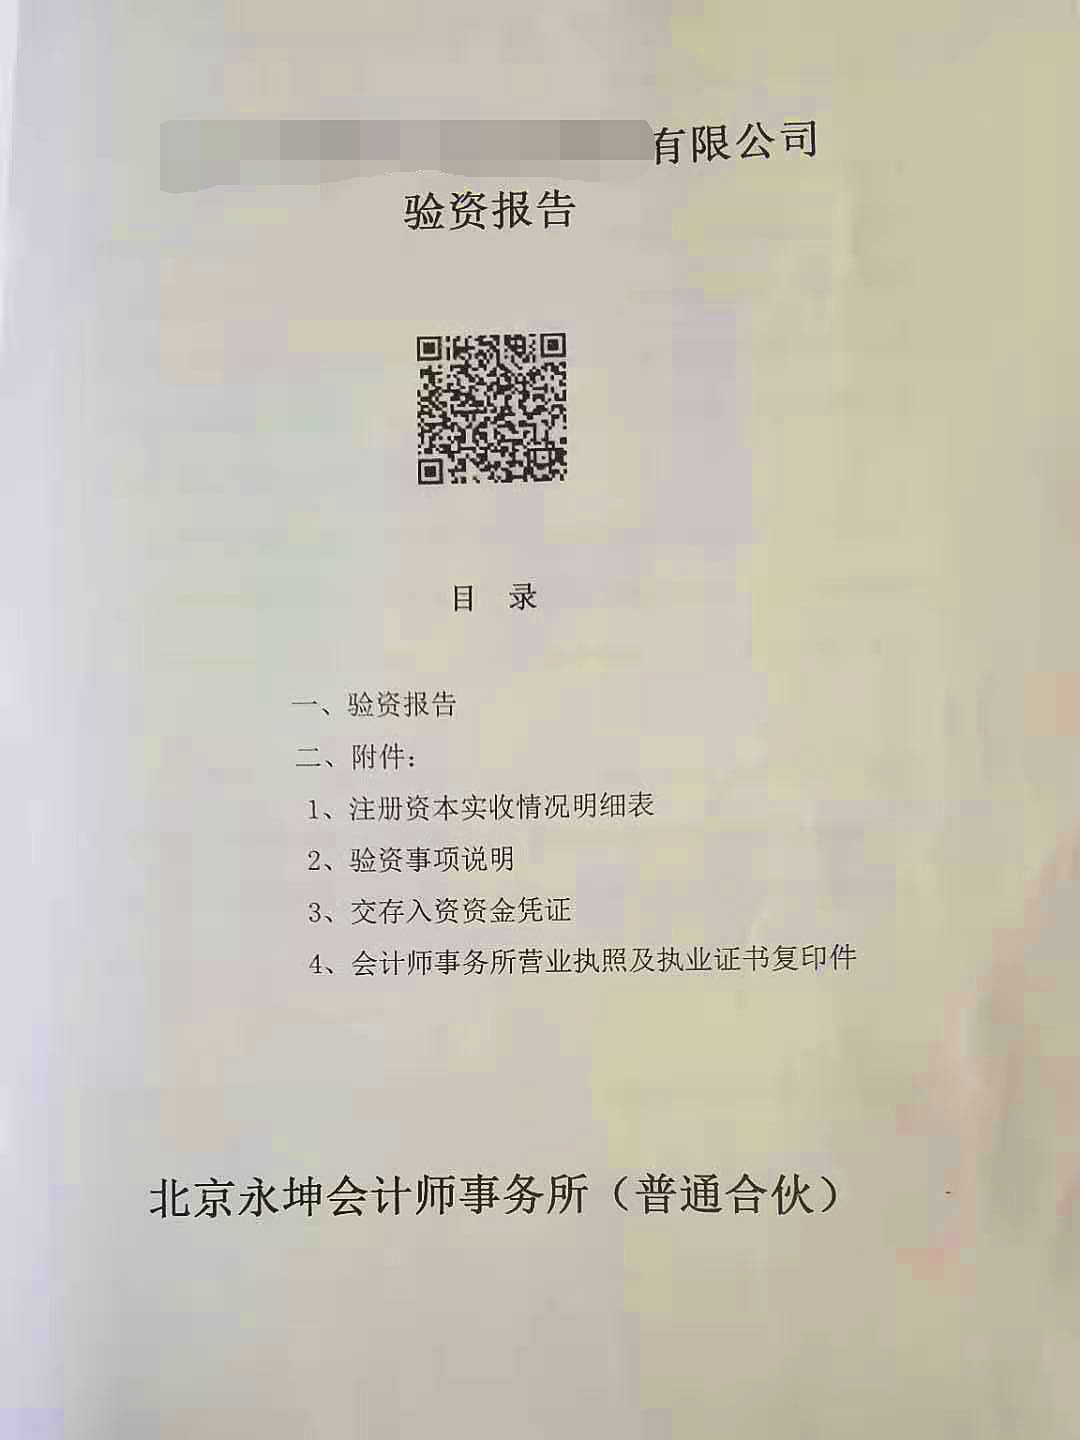 有限公司
验资报告
目 录
一、验资报告
二、附件：
1、注册资本实收情况明细表
2、验资事项说明
3、交存入资资金凭证
4、会计师事务所营业执照及执业证书复印件
北京永坤会计师事务所（普通合伙）